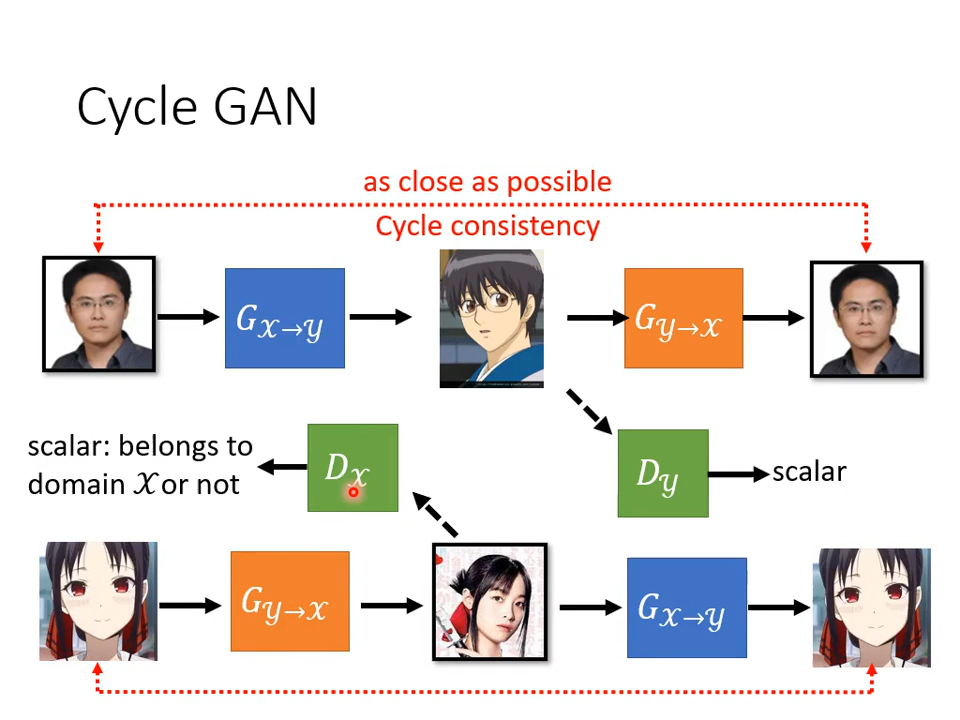 Cycle GAN
as close as possible
Cycle consistency
G𝒳→𝒴
G𝒴→𝒳
scalar: belongs to
domain 𝒳 or not
D𝒳
D𝒴
scalar
G𝒴→𝒳
G𝒳→𝒴